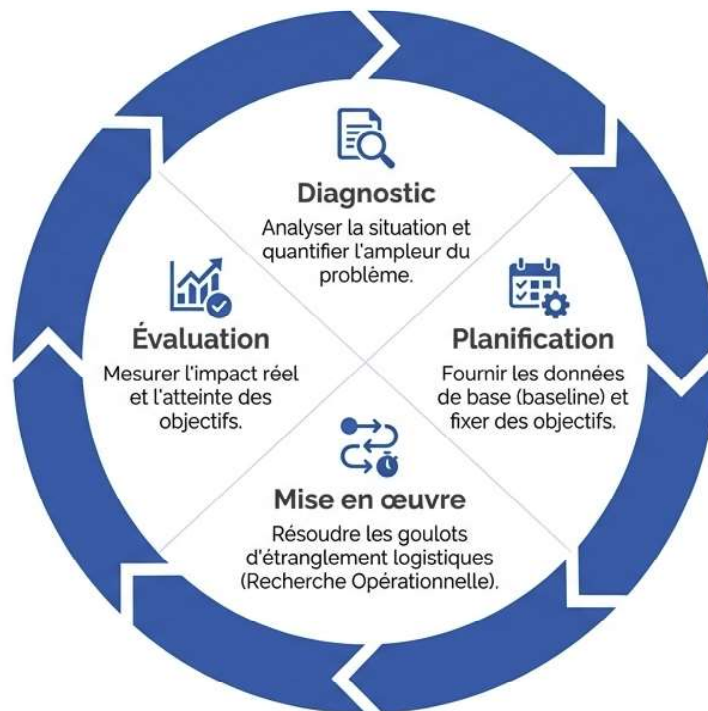 Diagnostic
Analyser la situation et
quantifier l'ampleur du
problème.
Évaluation
Mesurer l'impact réel
et l'atteinte des
objectifs.
Planification
Fournir les données
de base (baseline) et
fixer des objectifs.
Mise en œuvre
Résoudre les goulots
d'étranglement logistiques
(Recherche Opérationnelle).